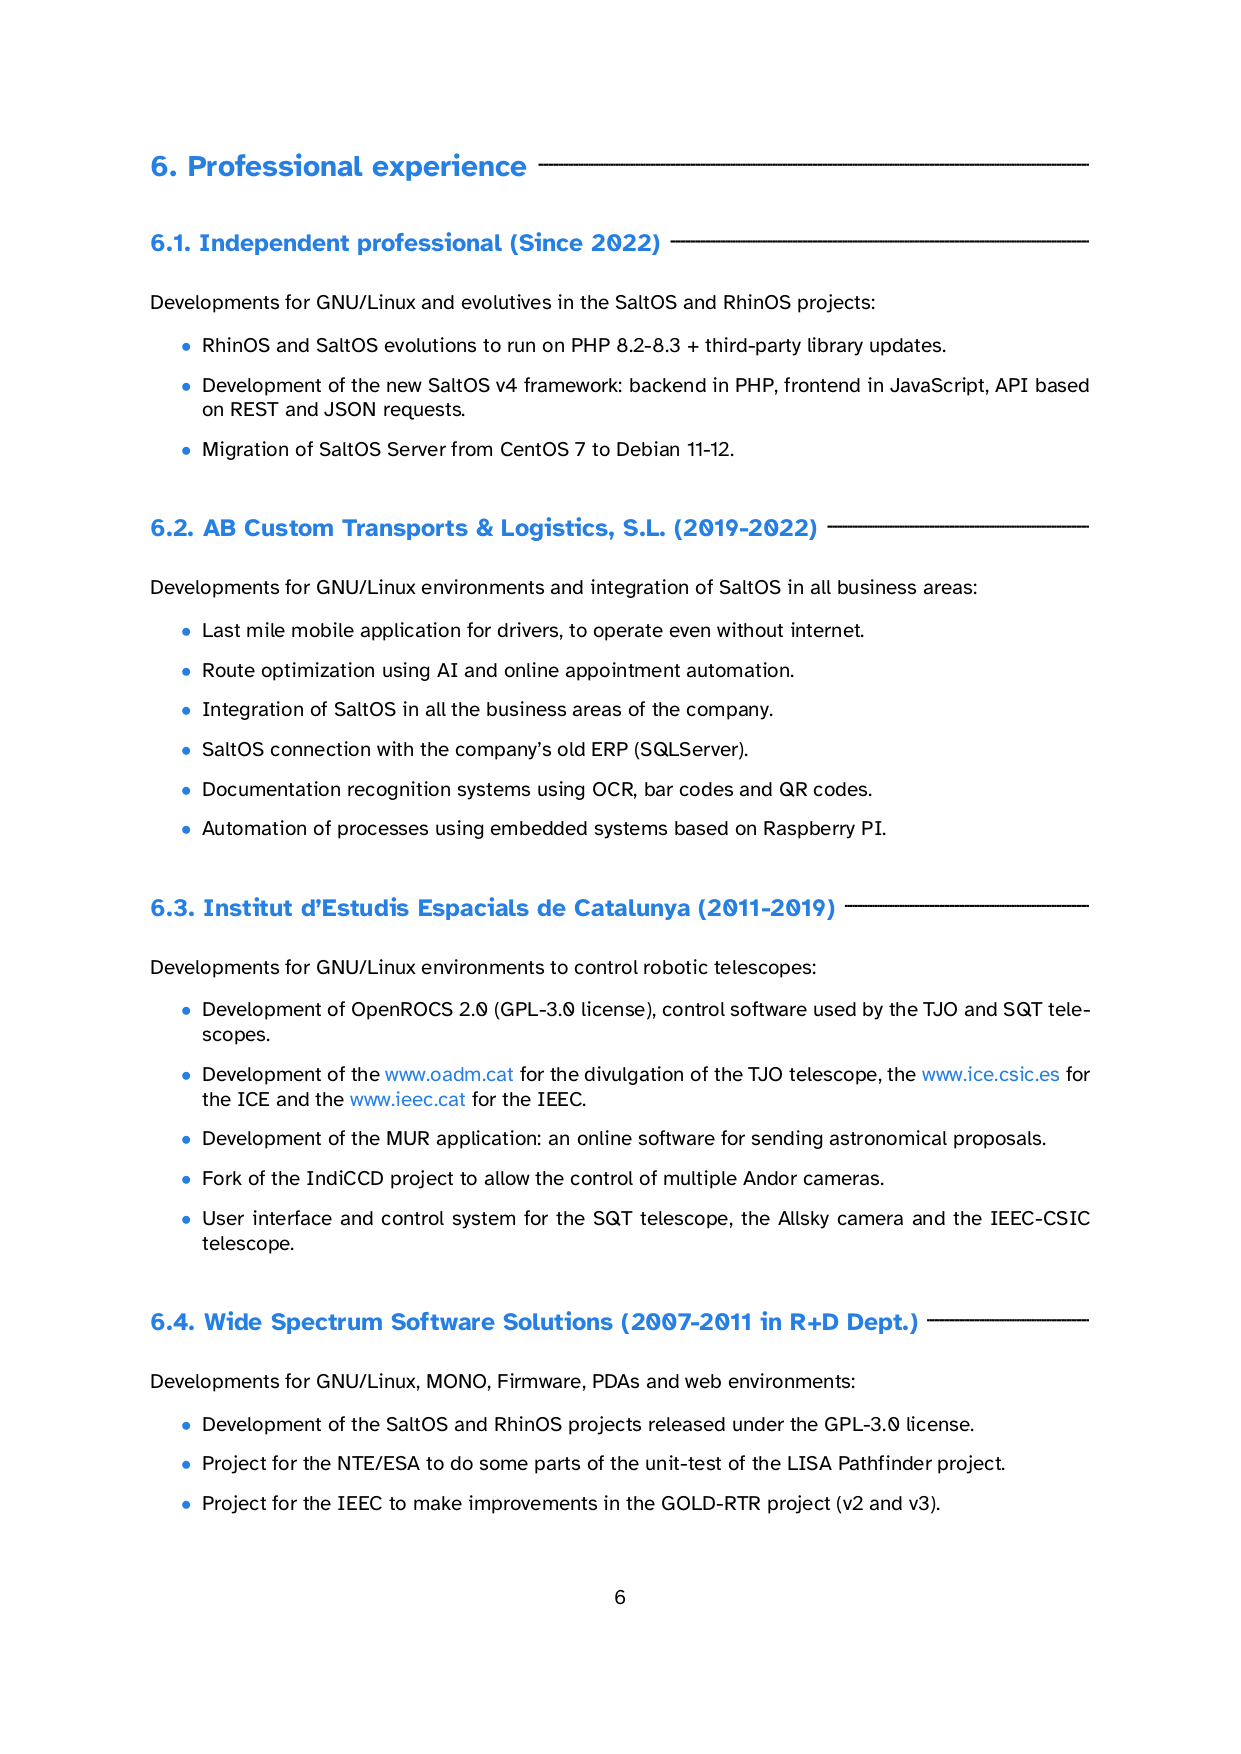 6. Professional experience
6.1. Independent professional (Since 2022)
Developments for GNU/Linux and evolutives in the SaltOS and RhinOS projects:
• RhinOS and SaltOS evolutions to run on PHP 8.2-8.3 + third-party library updates.
• Development of the new SaltOS v4 framework: backend in PHP, frontend in JavaScript, API based
on REST and JSON requests.
• Migration of SaltOS Server from CentOS 7 to Debian 11-12.
6.2. AB Custom Transports & Logistics, S.L. (2019-2022)
Developments for GNU/Linux environments and integration of SaltOS in all business areas:
• Last mile mobile application for drivers, to operate even without internet.
• Route optimization using AI and online appointment automation.
• Integration of SaltOS in all the business areas of the company.
• SaltOS connection with the company’s old ERP (SQLServer).
• Documentation recognition systems using OCR, bar codes and QR codes.
• Automation of processes using embedded systems based on Raspberry PI.
6.3. Institut d’Estudis Espacials de Catalunya (2011-2019)
Developments for GNU/Linux environments to control robotic telescopes:
• Development of OpenROCS 2.0 (GPL-3.0 license), control software used by the TJO and SQT tele-
scopes.
• Development of the www.oadm.cat for the divulgation of the TJO telescope, the www.ice.csic.es for
the ICE and the www.ieec.cat for the IEEC.
• Development of the MUR application: an online software for sending astronomical proposals.
• Fork of the IndiCCD project to allow the control of multiple Andor cameras.
• User interface and control system for the SQT telescope, the Allsky camera and the IEEC-CSIC
telescope.
6.4. Wide Spectrum Software Solutions (2007-2011 in R+D Dept.)
Developments for GNU/Linux, MONO, Firmware, PDAs and web environments:
• Development of the SaltOS and RhinOS projects released under the GPL-3.0 license.
• Project for the NTE/ESA to do some parts of the unit-test of the LISA Pathfinder project.
• Project for the IEEC to make improvements in the GOLD-RTR project (v2 and v3).
6